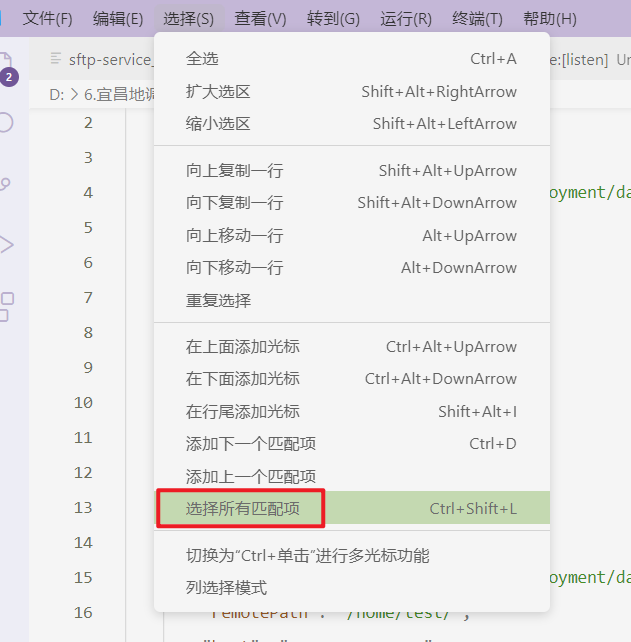 文件(F) 编辑(E) 选择(S) 查看(V) 转到(G) 运行(R) 终端(T) 帮助(H)
sftp-service_
e:[listen] Un
2
D: > 6.宜昌地调
全选 Ctrl+A
扩大选区 Shift+Alt+RightArrow
缩小选区 Shift+Alt+LeftArrow
向上复制一行 Shift+Alt+UpArrow
向下复制一行 Shift+Alt+DownArrow
向上移动一行 Alt+UpArrow
向下移动一行 Alt+DownArrow
重复选择
在上面添加光标 Ctrl+Alt+UpArrow
在下面添加光标 Ctrl+Alt+DownArrow
在行尾添加光标 Shift+Alt+I
添加下一个匹配项 Ctrl+D
添加上一个匹配项
选择所有匹配项 Ctrl+Shift+L
切换为"Ctrl+单击"进行多光标功能
列选择模式
2
3
4 oyment/da
5
6
7
8
9
10
11
12
13
14
15 oyment/da
16 "remotePath": "/home/test/",